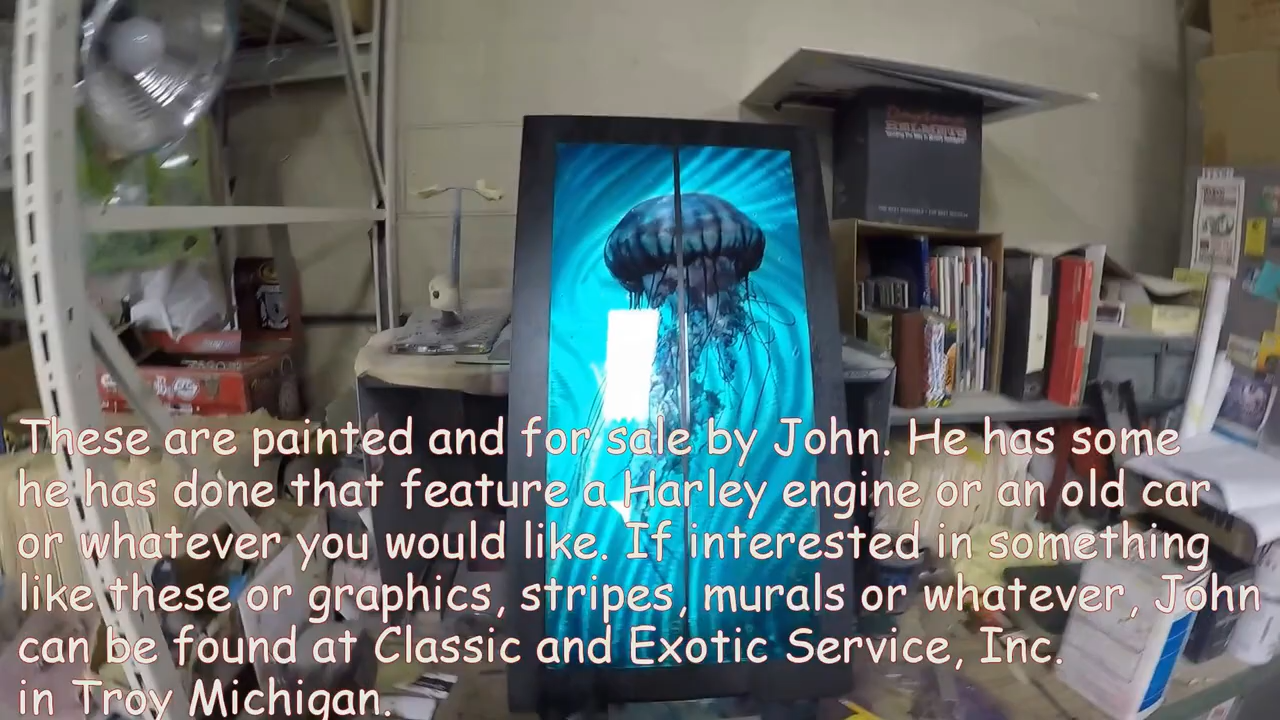 HELMETS
These are painted and for sale by John. He has some
he has done that feature a Harley engine or an old car
or whatever you would like. If interested in something
like these or graphics, stripes, murals or whatever, John
can be found at Classic and Exotic Service, Inc.
in Troy Michigan.